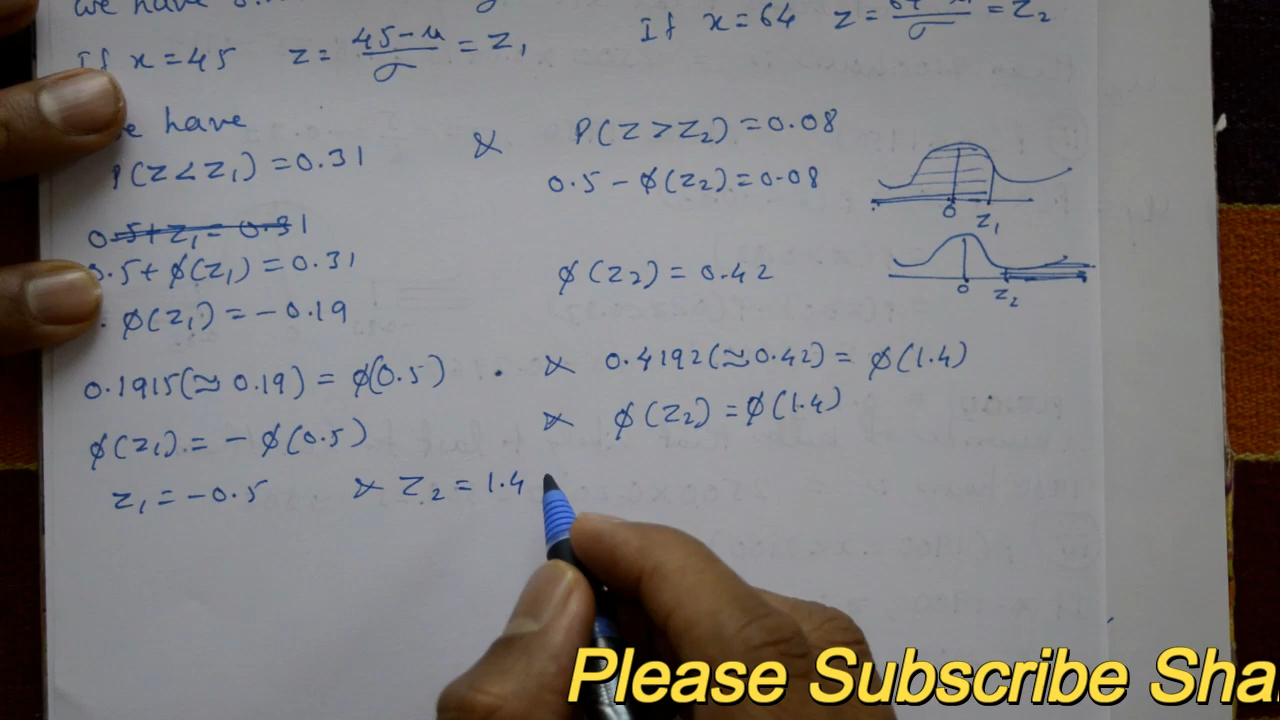 we have
If x = 45 z = 45-μ/σ = z₁
If x = 64 z = 64-μ/σ = z₂
e have
P(z<z₁) = 0.31 & P(z>z₂) = 0.08
0.5 - φ(z₂) = 0.08
0.5+z₁ = 0.31
0.5+φ(z₁) = 0.31 φ(z₂) = 0.42
φ(z₁) = -0.19
0.1915(≈0.19) = φ(0.5) & 0.4192(≈0.42) = φ(1.4)
φ(z₁) = -φ(0.5) & φ(z₂) = φ(1.4)
z₁ = -0.5 & z₂ = 1.4
0 z₁
0 z₂
Please Subscribe Sha